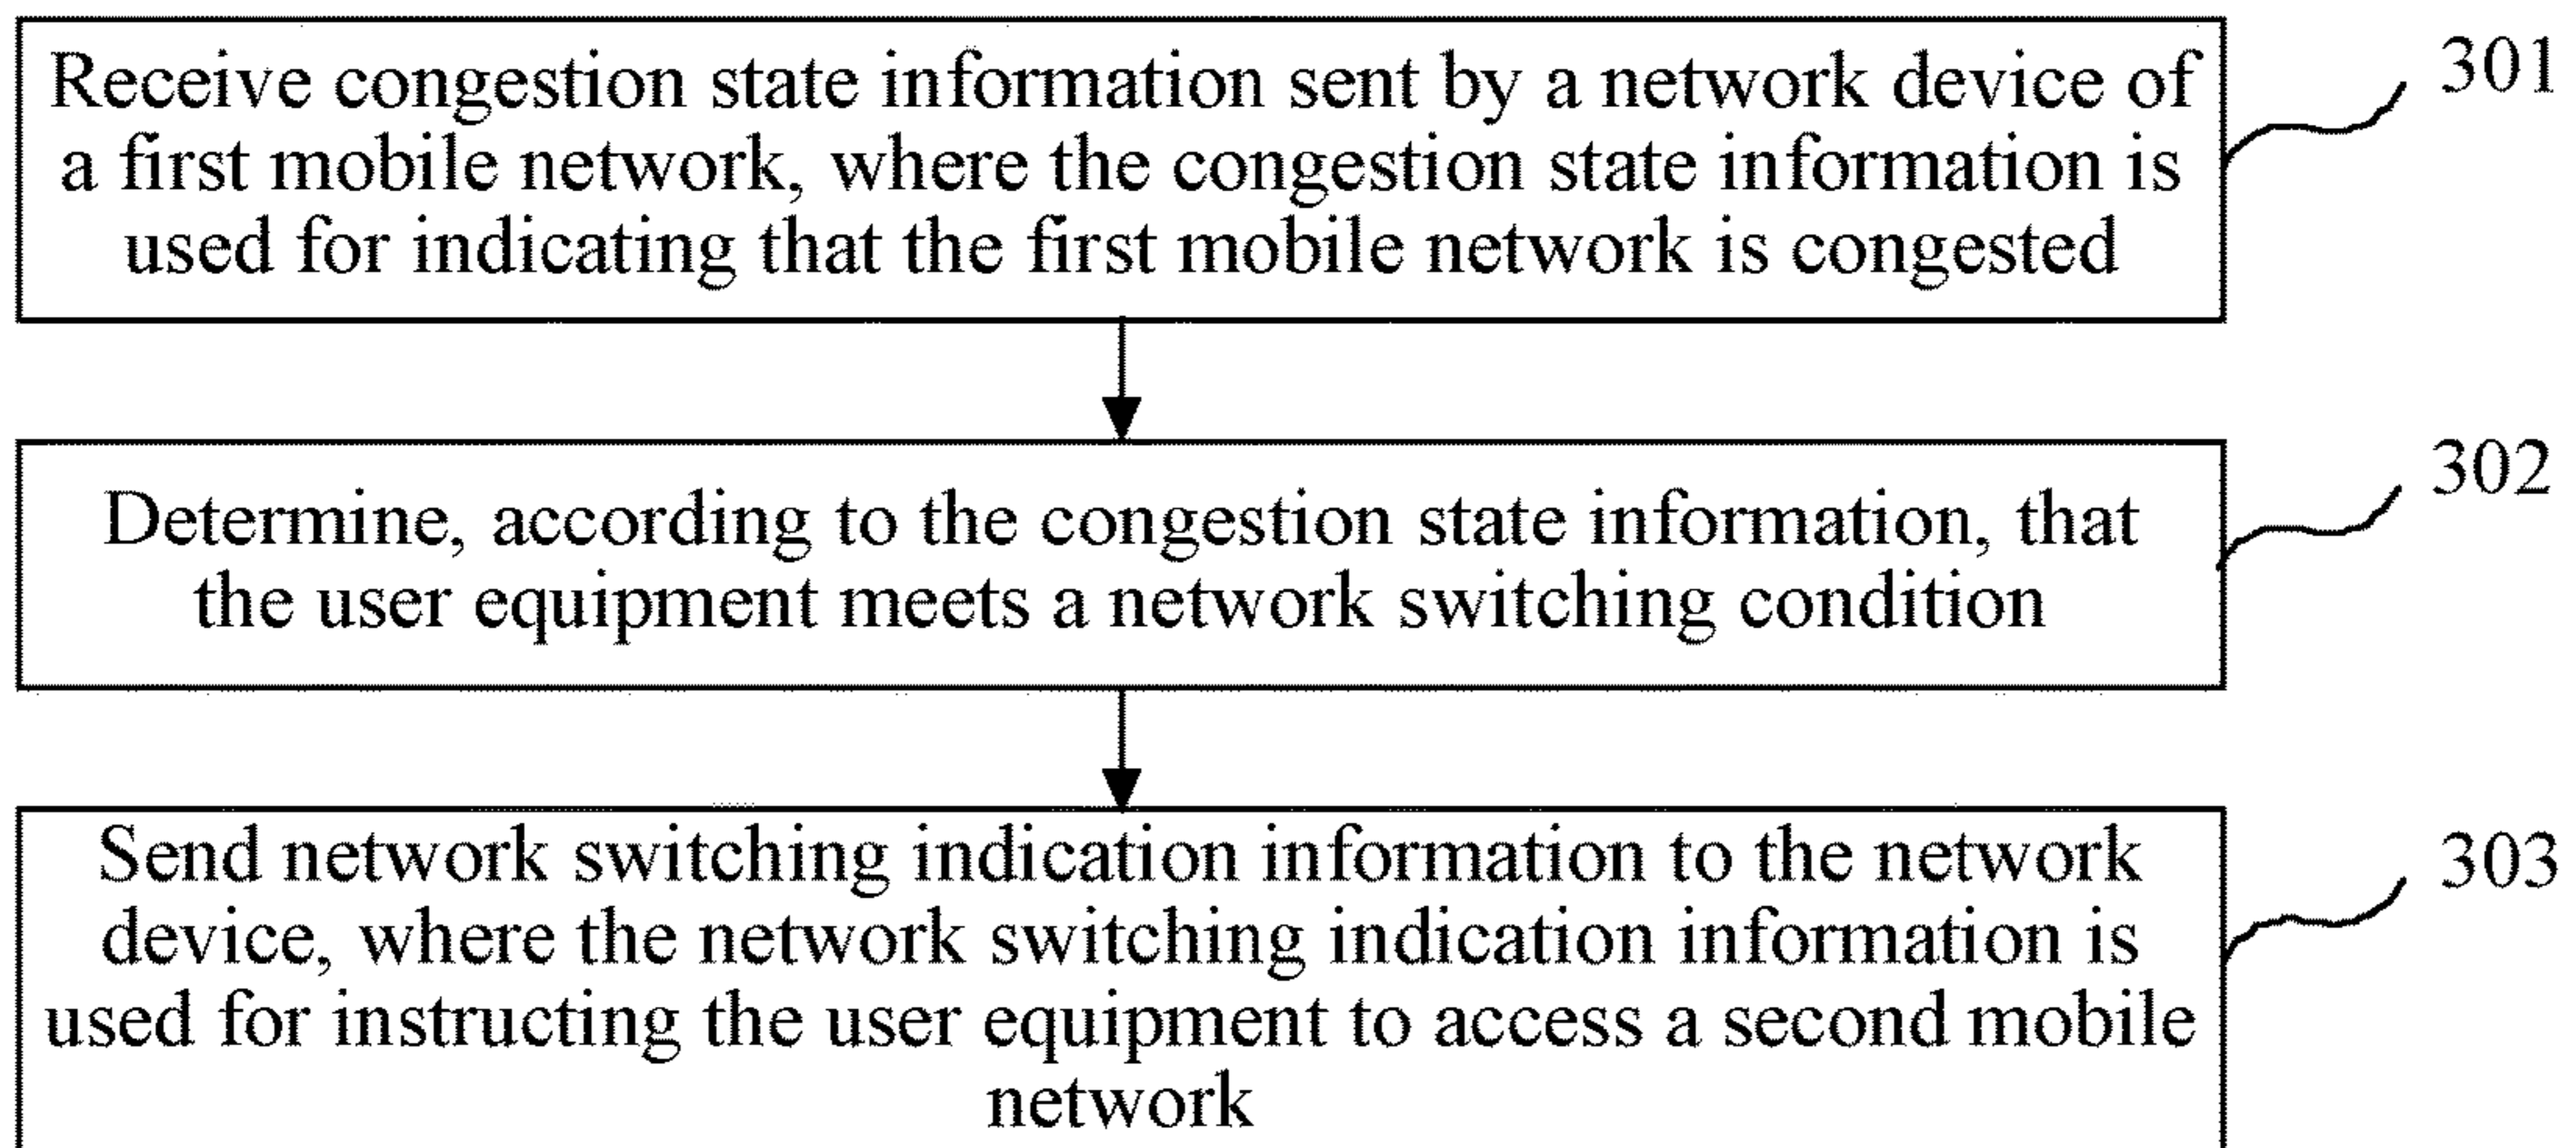 Receive congestion state information sent by a network device of
a first mobile network, where the congestion state information is
used for indicating that the first mobile network is congested
301
Determine, according to the congestion state information, that
the user equipment meets a network switching condition
302
Send network switching indication information to the network
device, where the network switching indication information is
used for instructing the user equipment to access a second mobile
network
303